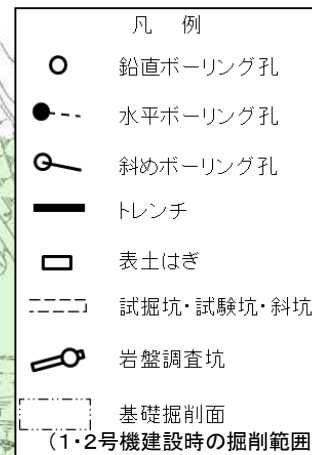 凡 例
鉛直ボーリング孔
水平ボーリング孔
斜めボーリング孔
トレンチ
表土はぎ
試掘坑・試験坑・斜坑
岩盤調査坑
基礎掘削面
(1・2号機建設時の掘削範囲